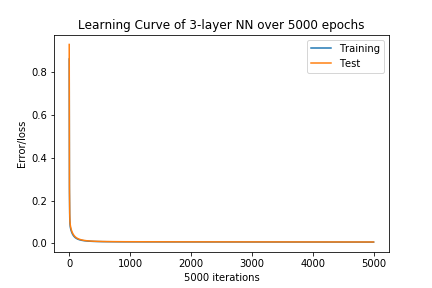 Learning Curve of 3-layer NN over 5000 epochs
Training
Test
Error/loss
0.8
0.6
0.4
0.2
0.0
0 1000 2000 3000 4000 5000
5000 iterations